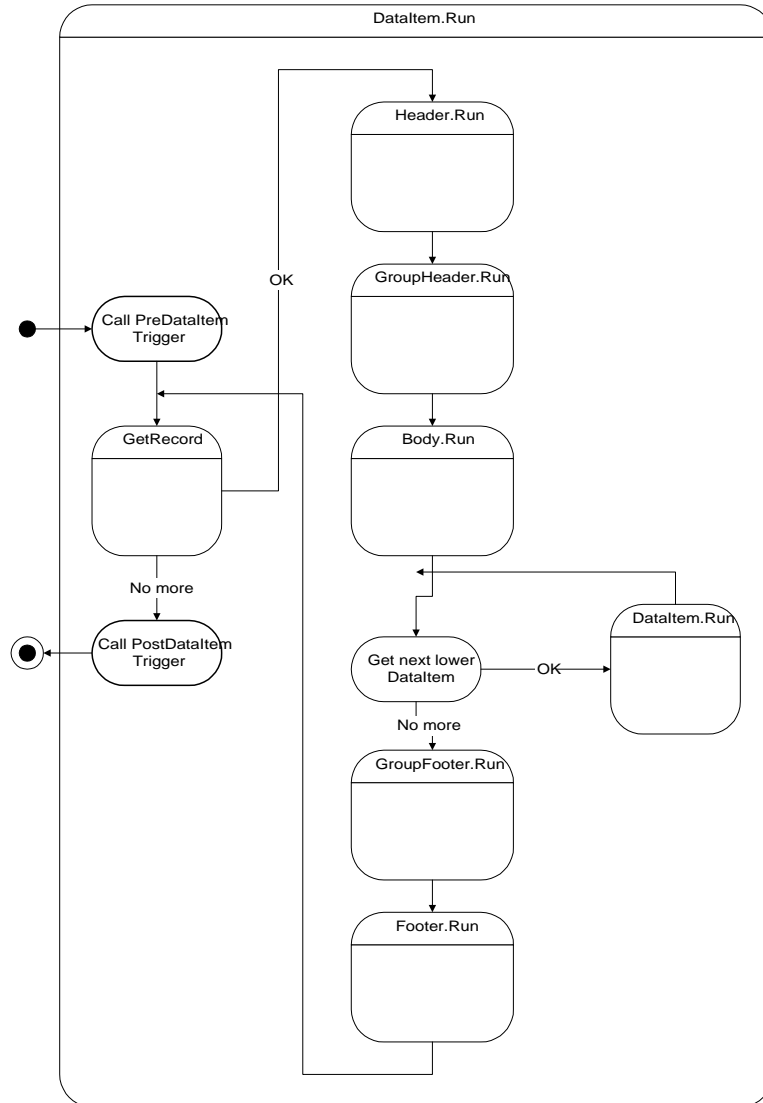 DataItem.Run
Header.Run
OK
GroupHeader.Run
Call PreDataItem
Trigger
GetRecord
Body.Run
No more
Call PostDataItem
Trigger
DataItem.Run
Get next lower
DataItem
OK
No more
GroupFooter.Run
Footer.Run